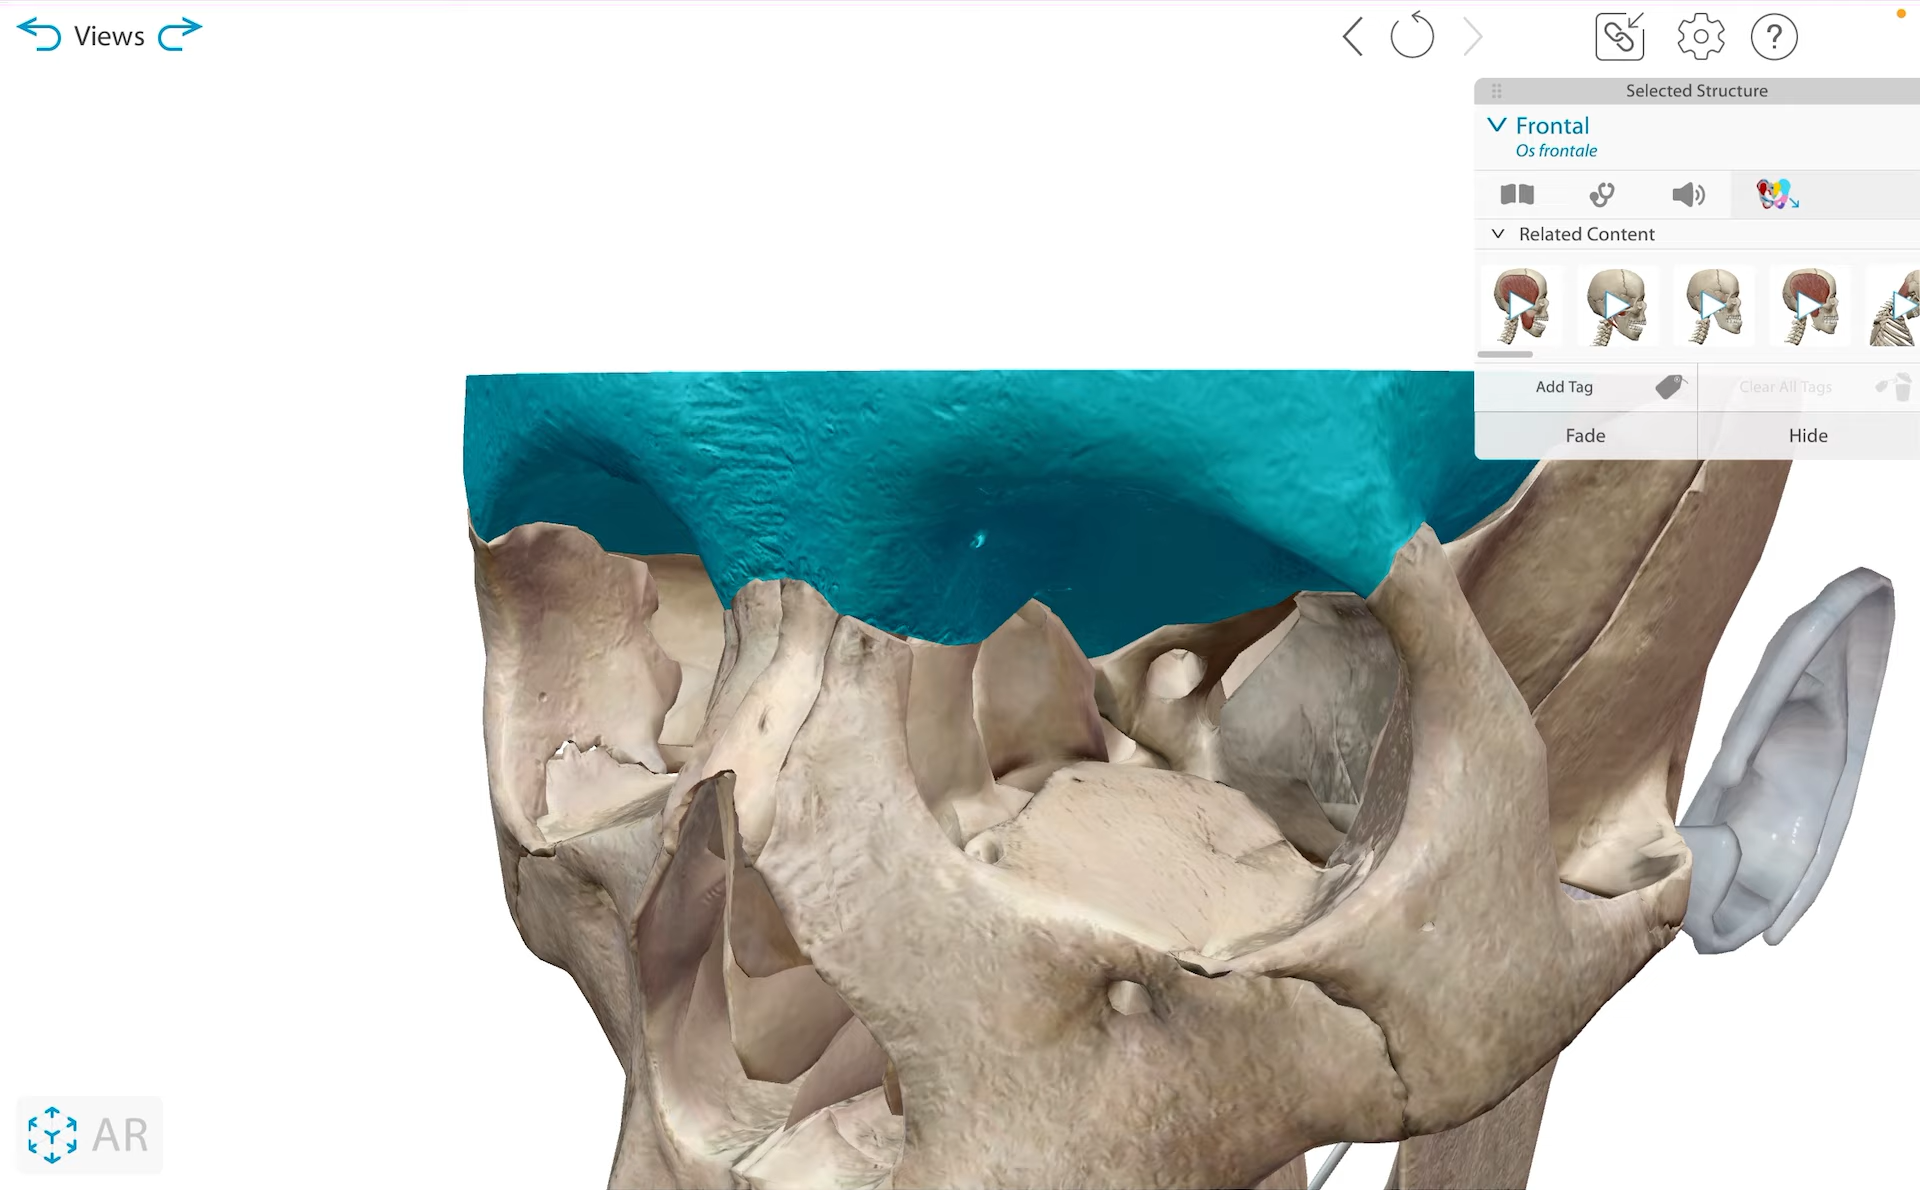 Views
?
Selected Structure
Frontal
Os frontale
Related Content
Add Tag
Clear All Tags
Fade
Hide
AR